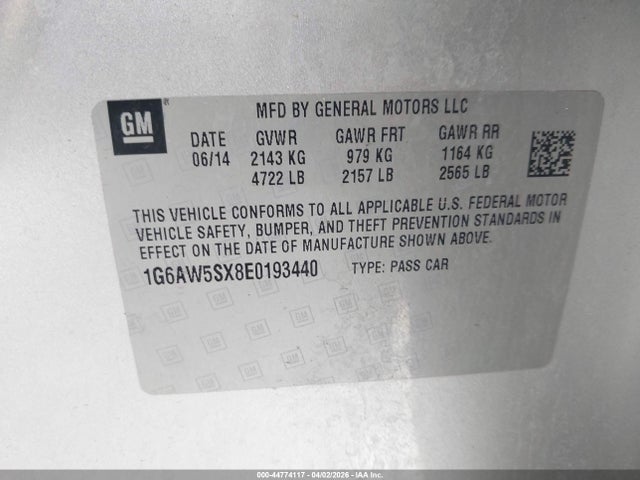 GM ®
MFD BY GENERAL MOTORS LLC
DATE GVWR GAWR FRT GAWR RR
06/14 2143 KG 979 KG 1164 KG
4722 LB 2157 LB 2565 LB
THIS VEHICLE CONFORMS TO ALL APPLICABLE U.S. FEDERAL MOTOR
VEHICLE SAFETY, BUMPER, AND THEFT PREVENTION STANDARDS IN
EFFECT ON THE DATE OF MANUFACTURE SHOWN ABOVE.
1G6AW5SX8E0193440 TYPE: PASS CAR
000-44774117 - 04/02/2026 - IAAI.COM